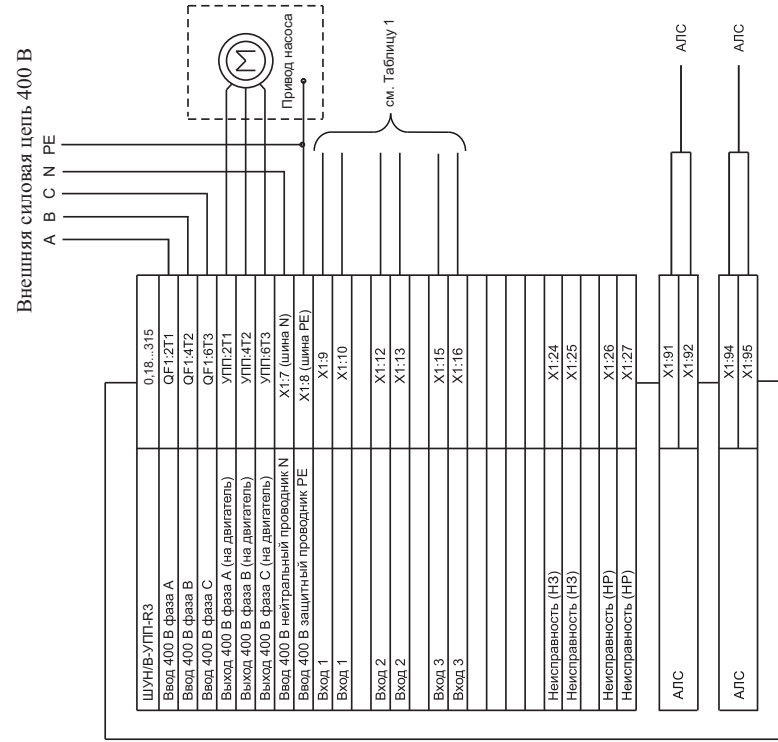 Внешняя силовая цепь 400 В
A B C N PE
Привод насоса
M
см. Таблицу 1
ШУН/В-УПП-R3 0,18...315
Ввод 400 В фаза A QF1:2T1
Ввод 400 В фаза B QF1:4T2
Ввод 400 В фаза C QF1:6T3
Выход 400 В фаза A (на двигатель) УПП:2T1
Выход 400 В фаза B (на двигатель) УПП:4T2
Выход 400 В фаза C (на двигатель) УПП:6T3
Ввод 400 В нейтральный проводник N X1:7 (шина N)
Ввод 400 В защитный проводник PE X1:8 (шина PE)
Вход 1 X1:9
Вход 1 X1:10
Вход 2 X1:12
Вход 2 X1:13
Вход 3 X1:15
Вход 3 X1:16
Неисправность (НЗ) X1:24
Неисправность (НЗ) X1:25
Неисправность (НР) X1:26
Неисправность (НР) X1:27
АЛС X1:91 АЛС
X1:92
АЛС X1:94 АЛС
X1:95